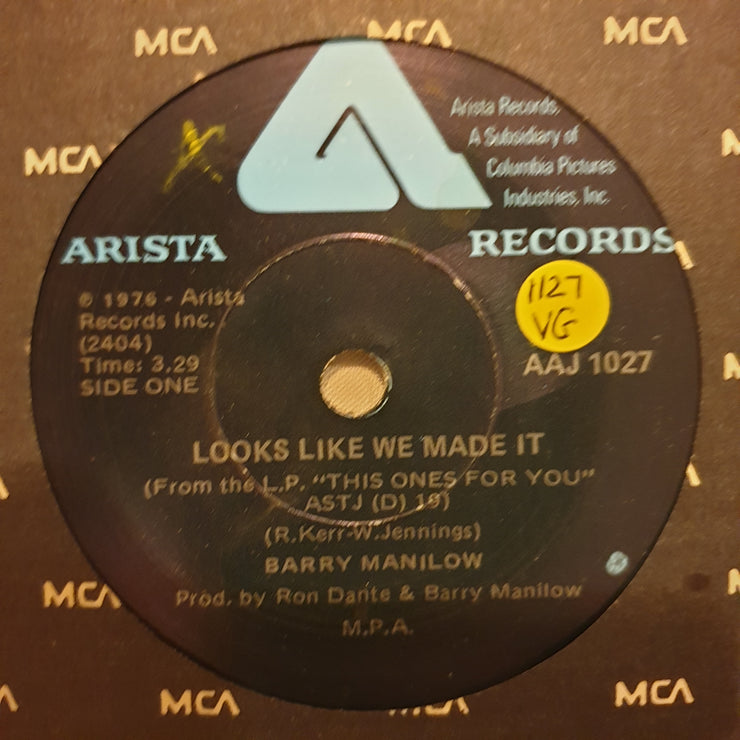 MCA
MCA
MCA
MCA
Arista Records,
A Subsidiary of
Columbia Pictures
Industries, Inc.
ARISTA RECORDS
℗ 1976 - Arista
Records Inc.
(2404)
Time: 3.29
SIDE ONE
1127
VG
AAJ 1027
LOOKS LIKE WE MADE IT
(From the L.P. "THIS ONES FOR YOU"
ASTJ (D) 19)
(R.Kerr-W.Jennings)
BARRY MANILOW
Prod. by Ron Dante & Barry Manilow
M.P.A.
MCA
MCA
MCA